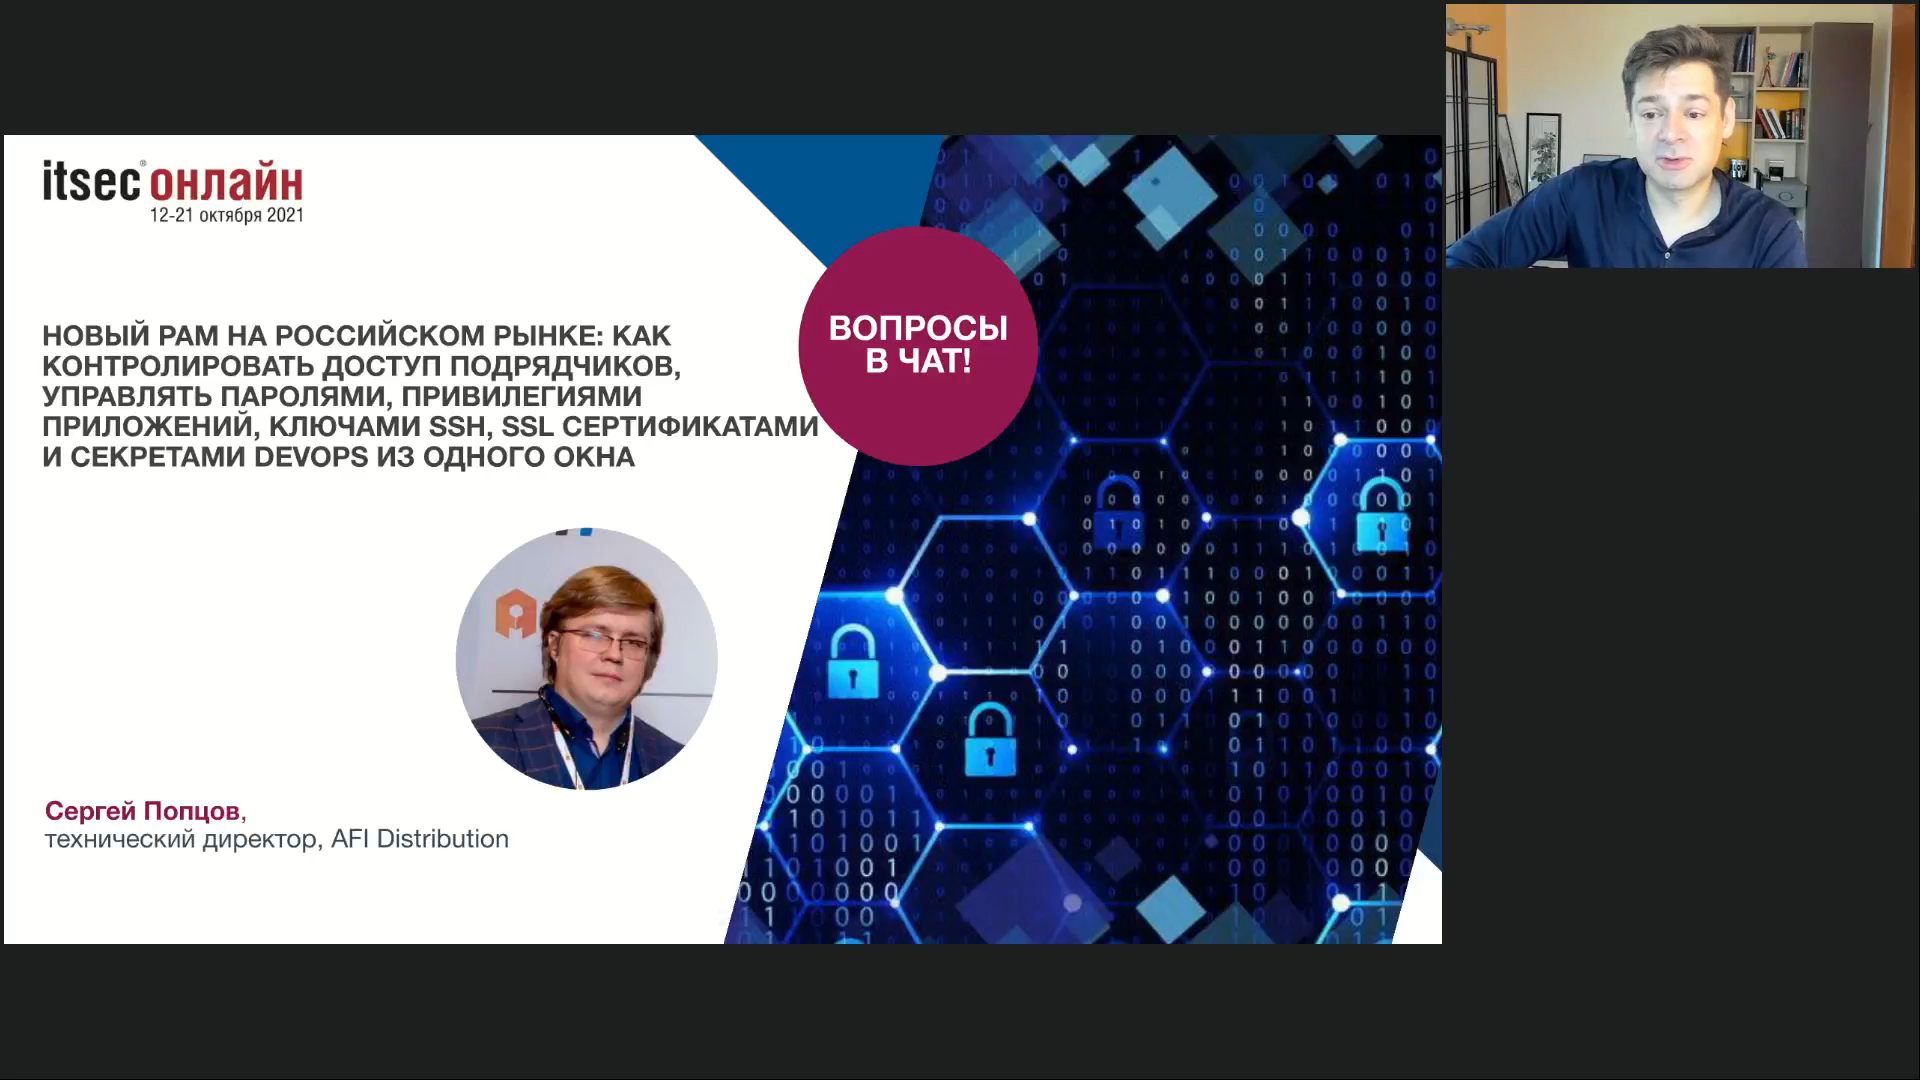 itsec® онлайн
12-21 октября 2021
НОВЫЙ PAM НА РОССИЙСКОМ РЫНКЕ: КАК
КОНТРОЛИРОВАТЬ ДОСТУП ПОДРЯДЧИКОВ,
УПРАВЛЯТЬ ПАРОЛЯМИ, ПРИВИЛЕГИЯМИ
ПРИЛОЖЕНИЙ, КЛЮЧАМИ SSH, SSL СЕРТИФИКАТАМИ
И СЕКРЕТАМИ DEVOPS ИЗ ОДНОГО ОКНА
ВОПРОСЫ
В ЧАТ!
Сергей Попцов,
технический директор, AFI Distribution